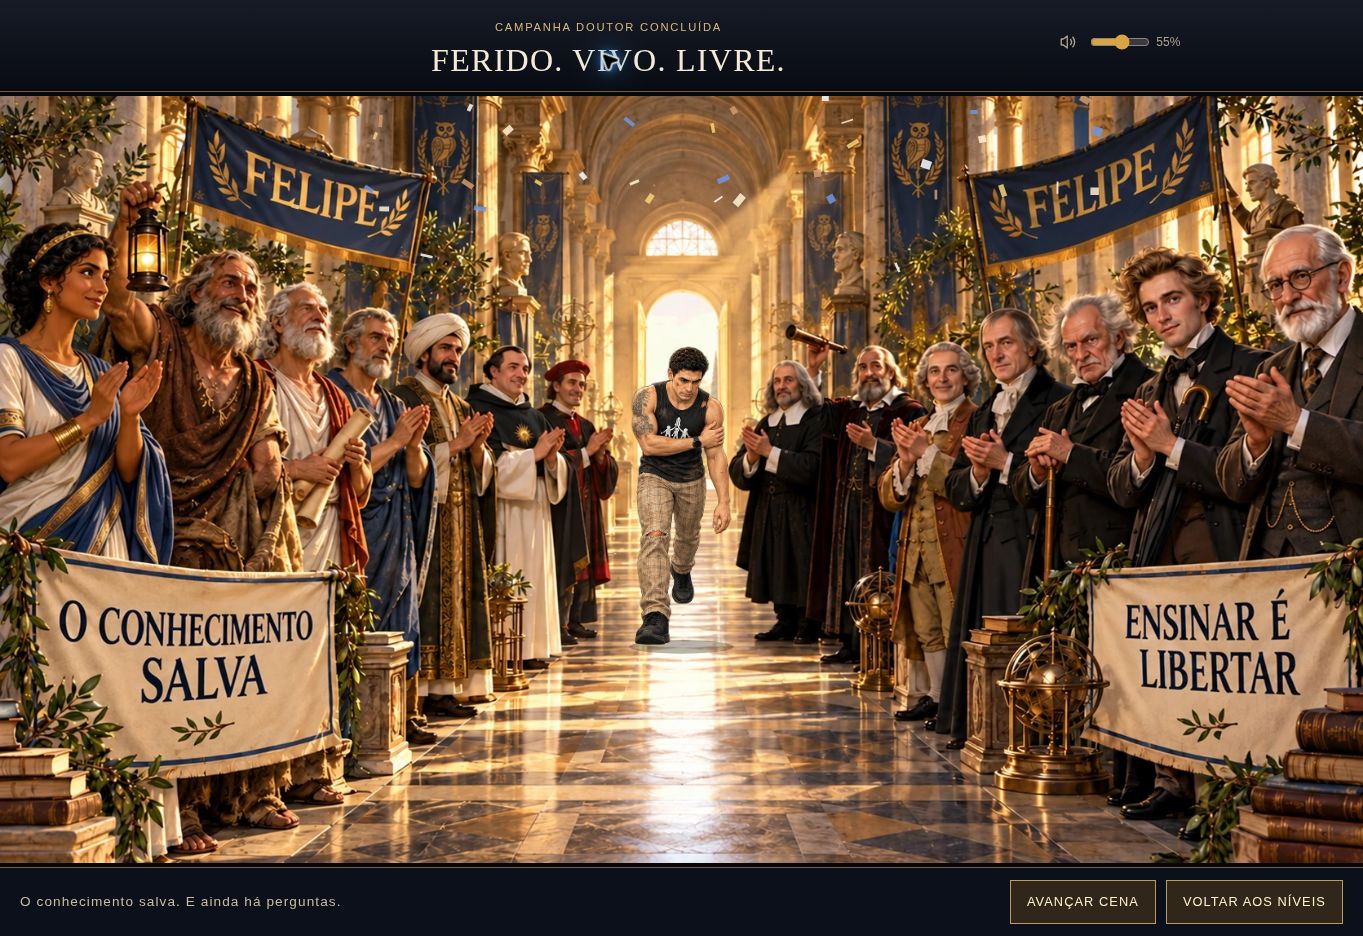 CAMPANHA DOUTOR CONCLUÍDA
FERIDO. VIVO. LIVRE.
55%
FELIPE
FELIPE
O CONHECIMENTO
SALVA
ENSINAR É
LIBERTAR
O conhecimento salva. E ainda há perguntas.
AVANÇAR CENA
VOLTAR AOS NÍVEIS